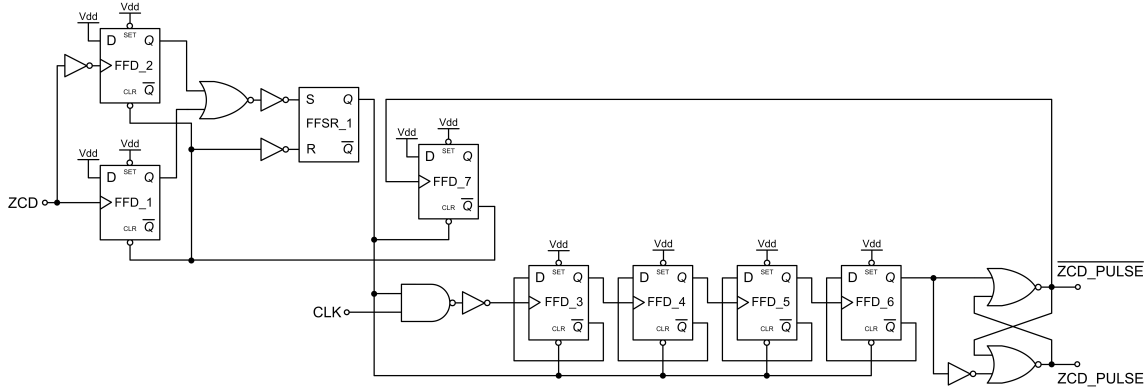 Vdd
Vdd
D
SET
Q
FFD_2
CLR
Q
Vdd
Vdd
D
SET
Q
FFD_1
CLR
Q
ZCD
S
Q
FFSR_1
R
Q
Vdd
Vdd
D
SET
Q
FFD_7
CLR
Q
CLK
Vdd
D
SET
Q
FFD_3
CLR
Q
Vdd
D
SET
Q
FFD_4
CLR
Q
Vdd
D
SET
Q
FFD_5
CLR
Q
Vdd
D
SET
Q
FFD_6
CLR
Q
ZCD_PULSE
ZCD_PULSE